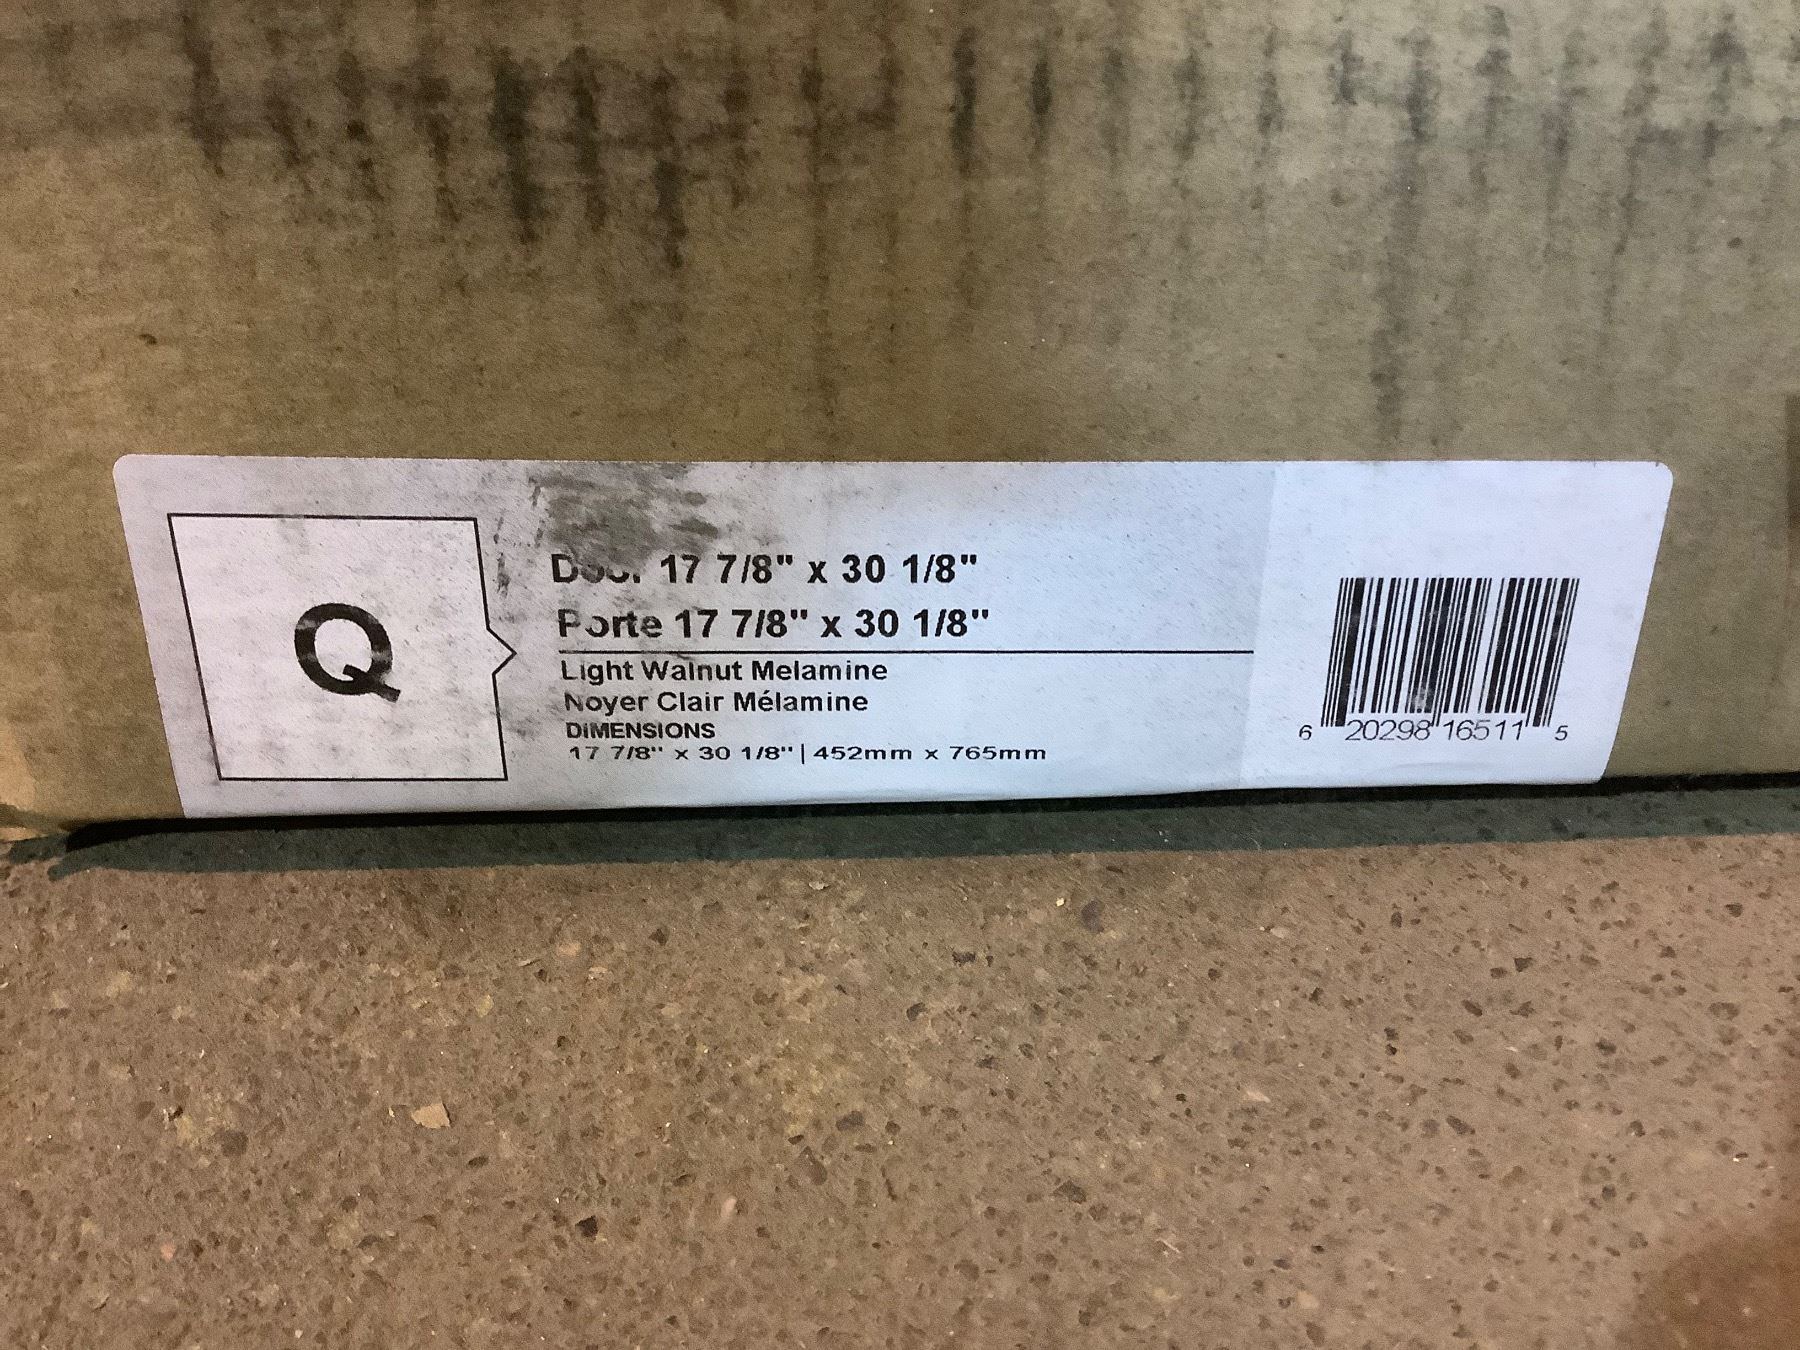 Q
Door 17 7/8" x 30 1/8"
Porte 17 7/8" x 30 1/8"
Light Walnut Melamine
Noyer Clair Mélamine
DIMENSIONS
17 7/8" x 30 1/8" | 452mm x 765mm
6 20298 16511 5